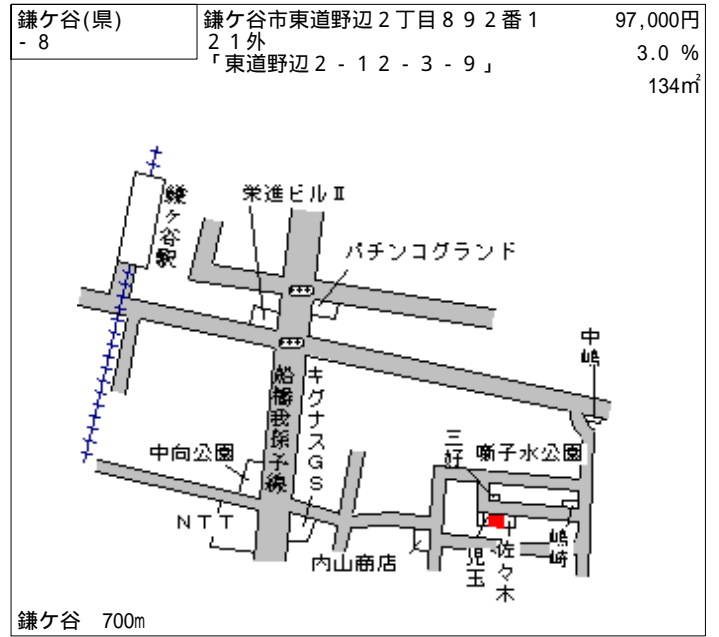 鎌ケ谷(県)
- 8
鎌ケ谷市東道野辺２丁目８９２番１
２１外
「東道野辺２-１２-３-９」
97,000円
3.0 %
134㎡
鎌ケ谷駅
栄進ビルⅡ
パチンコグランド
中嶋
船橋我孫子線
キグナスＧＳ
三好
囃子水公園
中向公園
ＮＴＴ
内山商店
児玉
佐々木
嶋崎
鎌ケ谷 700m